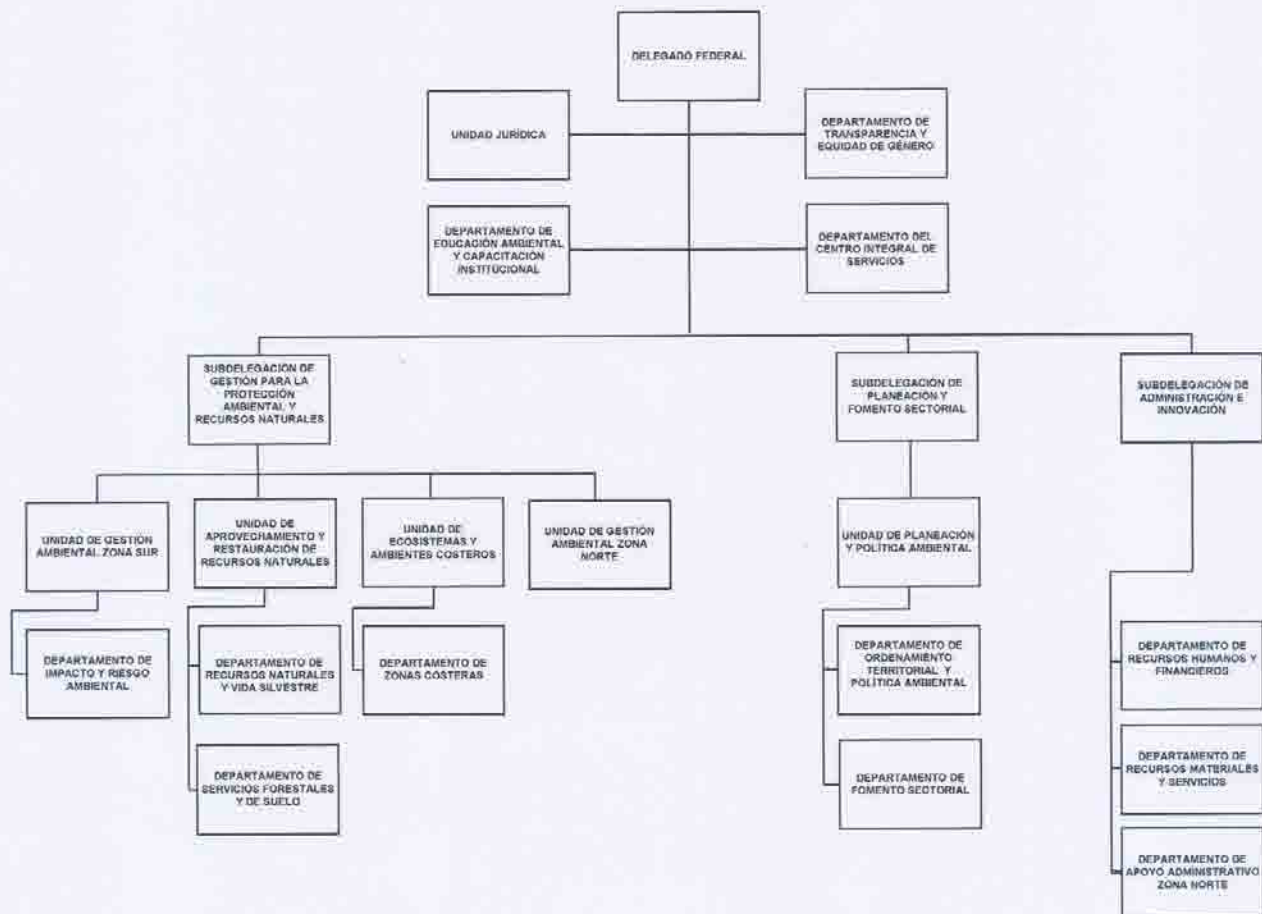 DELEGADO FEDERAL
UNIDAD JURÍDICA
DEPARTAMENTO DE
TRANSPARENCIA Y
EQUIDAD DE GÉNERO
DEPARTAMENTO DE
EDUCACIÓN AMBIENTAL
Y CAPACITACIÓN
INSTITUCIONAL
DEPARTAMENTO DEL
CENTRO INTEGRAL DE
SERVICIOS
SUBDELEGACIÓN DE
GESTIÓN PARA LA
PROTECCIÓN
AMBIENTAL Y
RECURSOS NATURALES
SUBDELEGACIÓN DE
PLANEACIÓN Y
FOMENTO SECTORIAL
SUBDELEGACIÓN DE
ADMINISTRACIÓN E
INNOVACIÓN
UNIDAD DE GESTIÓN
AMBIENTAL ZONA SUR
UNIDAD DE
APROVECHAMIENTO Y
RESTAURACIÓN DE
RECURSOS NATURALES
UNIDAD DE
ECOSISTEMAS Y
AMBIENTES COSTEROS
UNIDAD DE GESTIÓN
AMBIENTAL ZONA
NORTE
UNIDAD DE PLANEACIÓN
Y POLÍTICA AMBIENTAL
DEPARTAMENTO DE
IMPACTO Y RIESGO
AMBIENTAL
DEPARTAMENTO DE
RECURSOS NATURALES
Y VIDA SILVESTRE
DEPARTAMENTO DE
ZONAS COSTERAS
DEPARTAMENTO DE
ORDENAMIENTO
TERRITORIAL Y
POLÍTICA AMBIENTAL
DEPARTAMENTO DE
RECURSOS HUMANOS Y
FINANCIEROS
DEPARTAMENTO DE
SERVICIOS FORESTALES
Y DE SUELO
DEPARTAMENTO DE
FOMENTO SECTORIAL
DEPARTAMENTO DE
RECURSOS MATERIALES
Y SERVICIOS
DEPARTAMENTO DE
APOYO ADMINISTRATIVO
ZONA NORTE